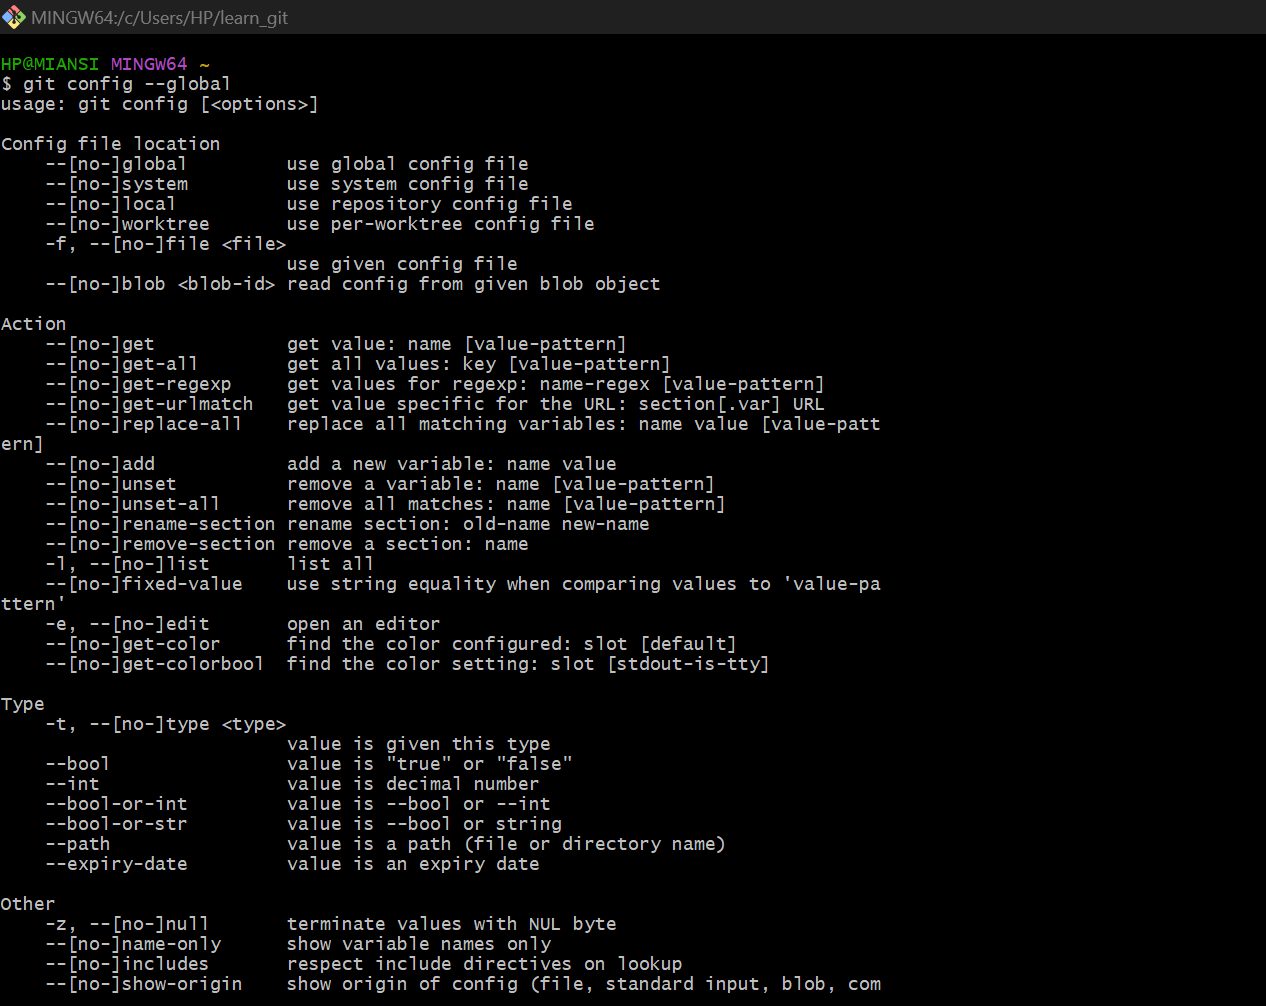 MINGW64:/c/Users/HP/learn_git
HP@MIANSI MINGW64 ~
$ git config --global
usage: git config [<options>]

Config file location
    --[no-]global         use global config file
    --[no-]system         use system config file
    --[no-]local          use repository config file
    --[no-]worktree       use per-worktree config file
    -f, --[no-]file <file>
                          use given config file
    --[no-]blob <blob-id> read config from given blob object

Action
    --[no-]get            get value: name [value-pattern]
    --[no-]get-all        get all values: key [value-pattern]
    --[no-]get-regexp     get values for regexp: name-regex [value-pattern]
    --[no-]get-urlmatch   get value specific for the URL: section[.var] URL
    --[no-]replace-all    replace all matching variables: name value [value-patt
ern]
    --[no-]add            add a new variable: name value
    --[no-]unset          remove a variable: name [value-pattern]
    --[no-]unset-all      remove all matches: name [value-pattern]
    --[no-]rename-section rename section: old-name new-name
    --[no-]remove-section remove a section: name
    -l, --[no-]list       list all
    --[no-]fixed-value    use string equality when comparing values to 'value-pa
ttern'
    -e, --[no-]edit       open an editor
    --[no-]get-color      find the color configured: slot [default]
    --[no-]get-colorbool  find the color setting: slot [stdout-is-tty]

Type
    -t, --[no-]type <type>
                          value is given this type
    --bool                value is "true" or "false"
    --int                 value is decimal number
    --bool-or-int         value is --bool or --int
    --bool-or-str         value is --bool or string
    --path                value is a path (file or directory name)
    --expiry-date         value is an expiry date

Other
    -z, --[no-]null       terminate values with NUL byte
    --[no-]name-only      show variable names only
    --[no-]includes       respect include directives on lookup
    --[no-]show-origin    show origin of config (file, standard input, blob, com